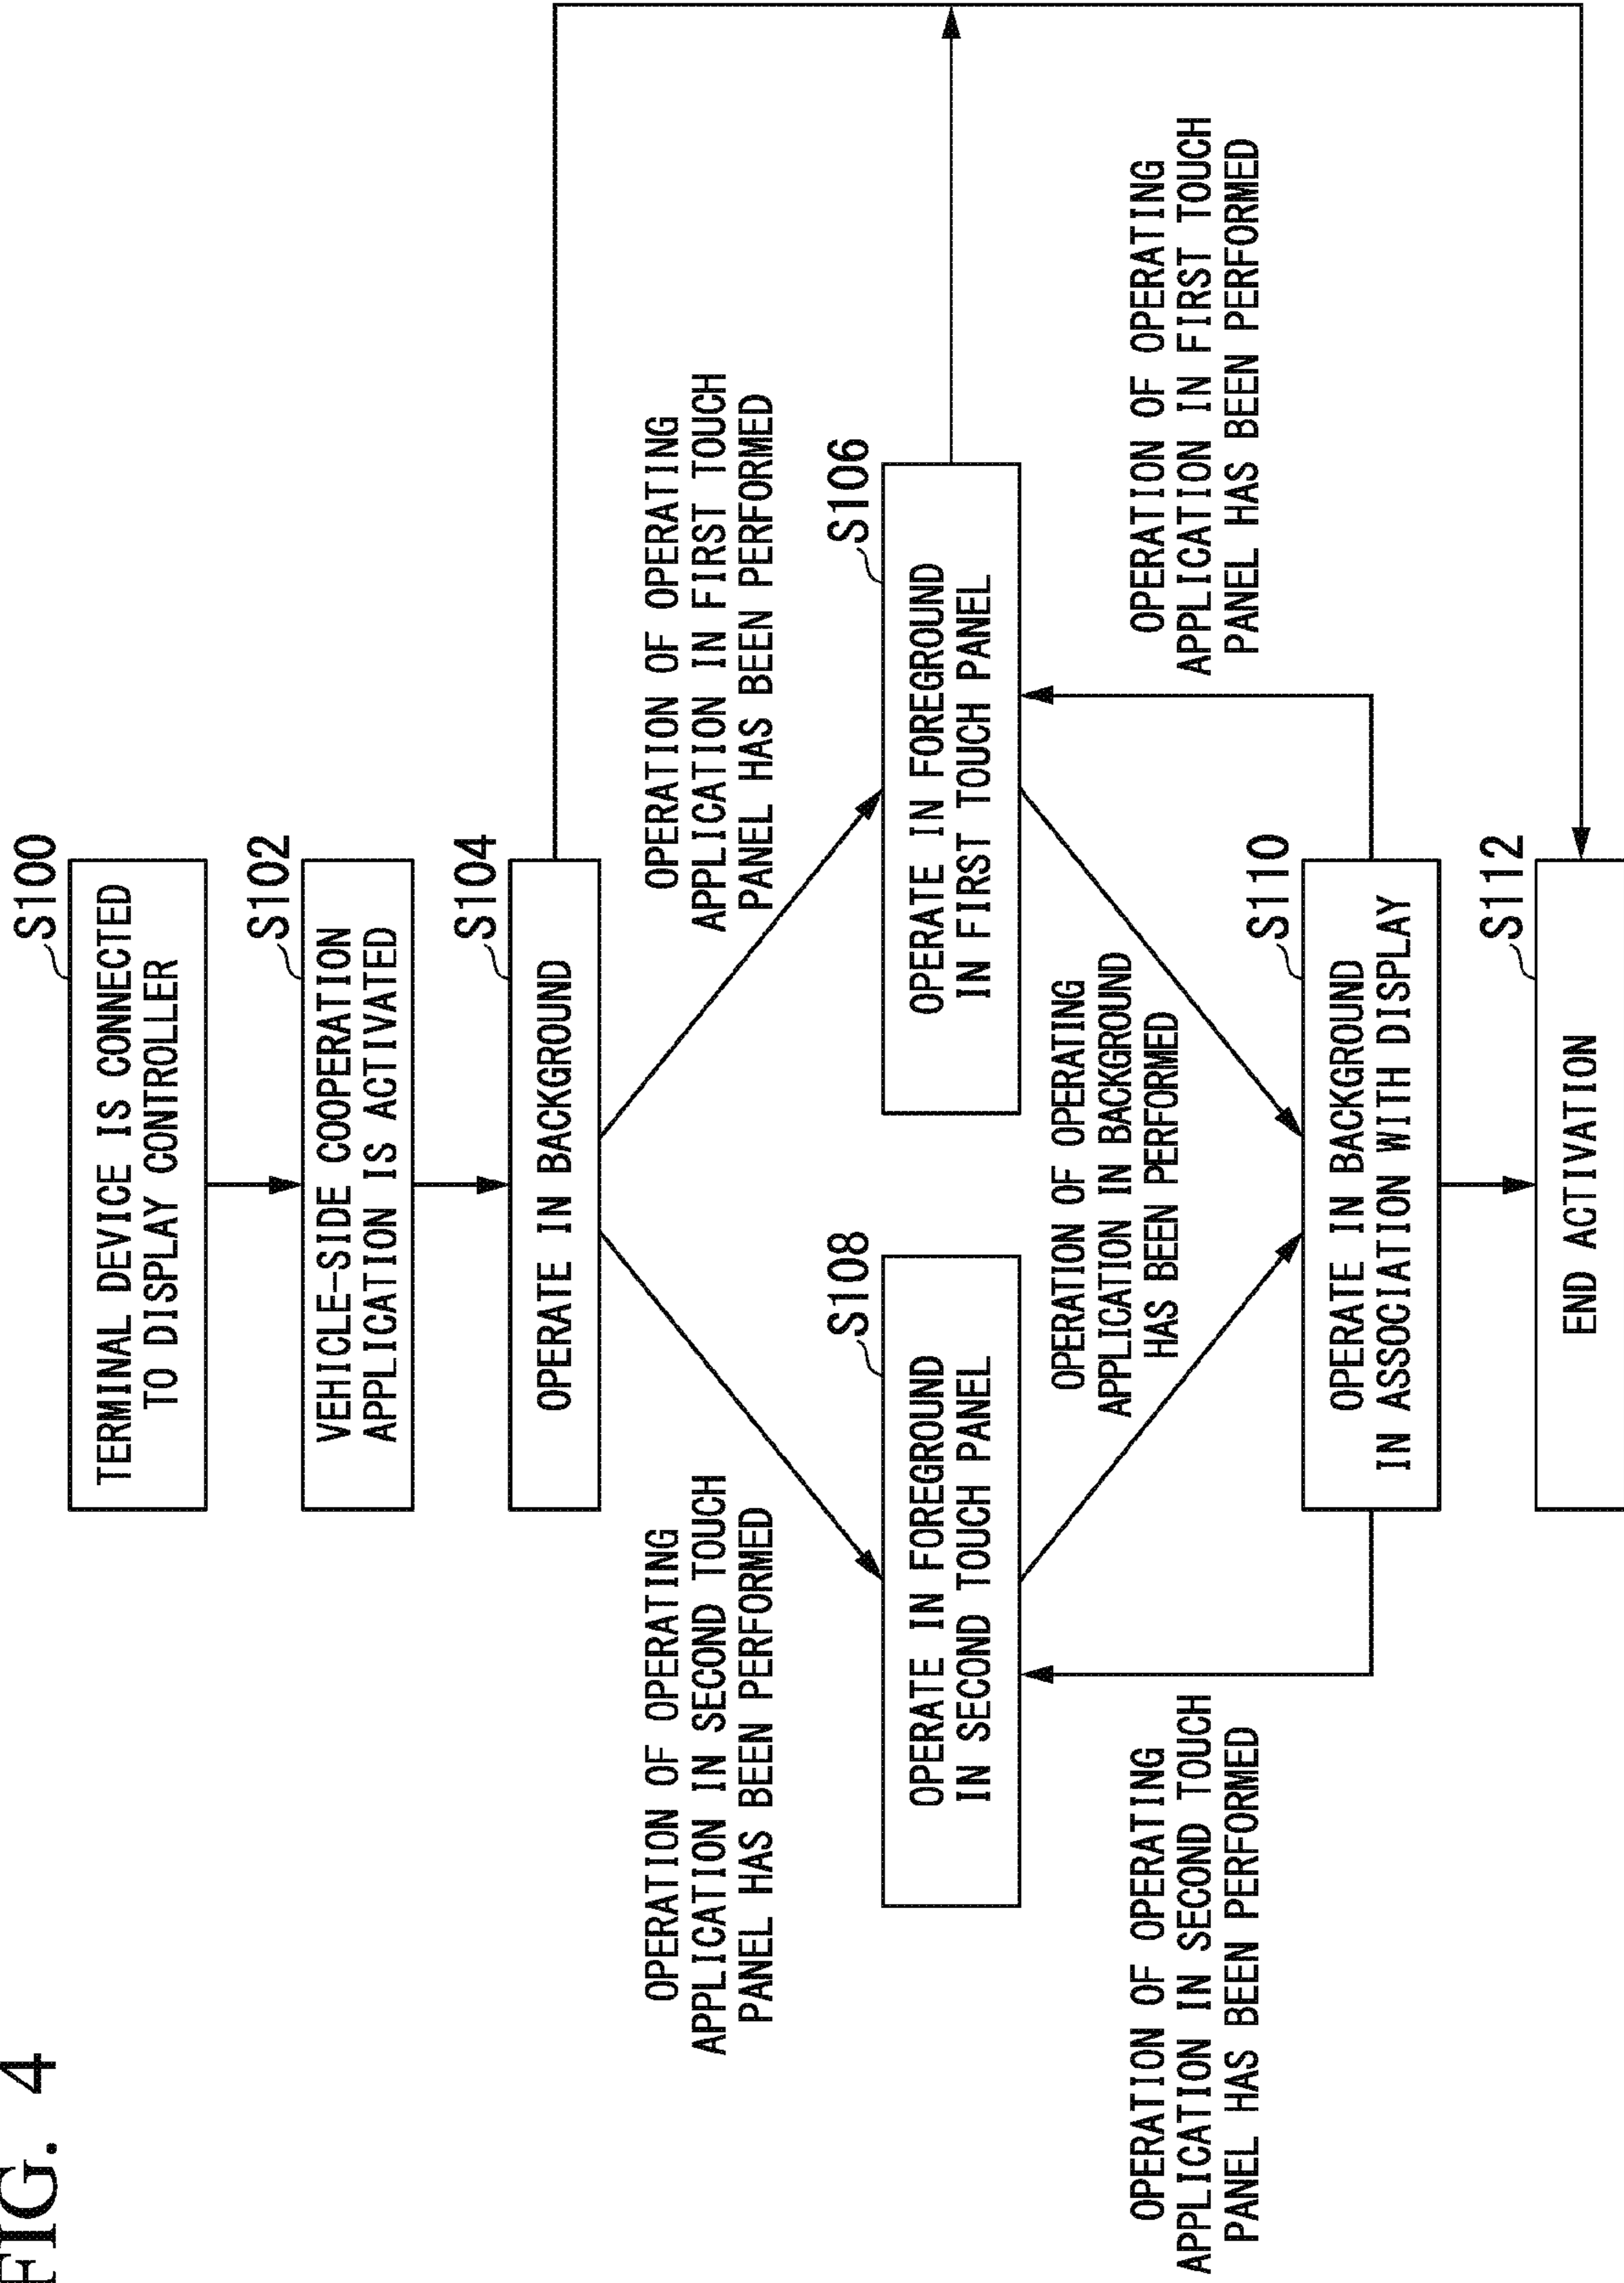 FIG. 4
S100
TERMINAL DEVICE IS CONNECTED
TO DISPLAY CONTROLLER
S102
VEHICLE-SIDE COOPERATION
APPLICATION IS ACTIVATED
S104
OPERATE IN BACKGROUND
OPERATION OF OPERATING
APPLICATION IN SECOND TOUCH
PANEL HAS BEEN PERFORMED
OPERATION OF OPERATING
APPLICATION IN FIRST TOUCH
PANEL HAS BEEN PERFORMED
S108
OPERATE IN FOREGROUND
IN SECOND TOUCH PANEL
S106
OPERATE IN FOREGROUND
IN FIRST TOUCH PANEL
OPERATION OF OPERATING
APPLICATION IN BACKGROUND
HAS BEEN PERFORMED
OPERATION OF OPERATING
APPLICATION IN SECOND TOUCH
PANEL HAS BEEN PERFORMED
OPERATION OF OPERATING
APPLICATION IN FIRST TOUCH
PANEL HAS BEEN PERFORMED
S110
OPERATE IN BACKGROUND
IN ASSOCIATION WITH DISPLAY
S112
END ACTIVATION